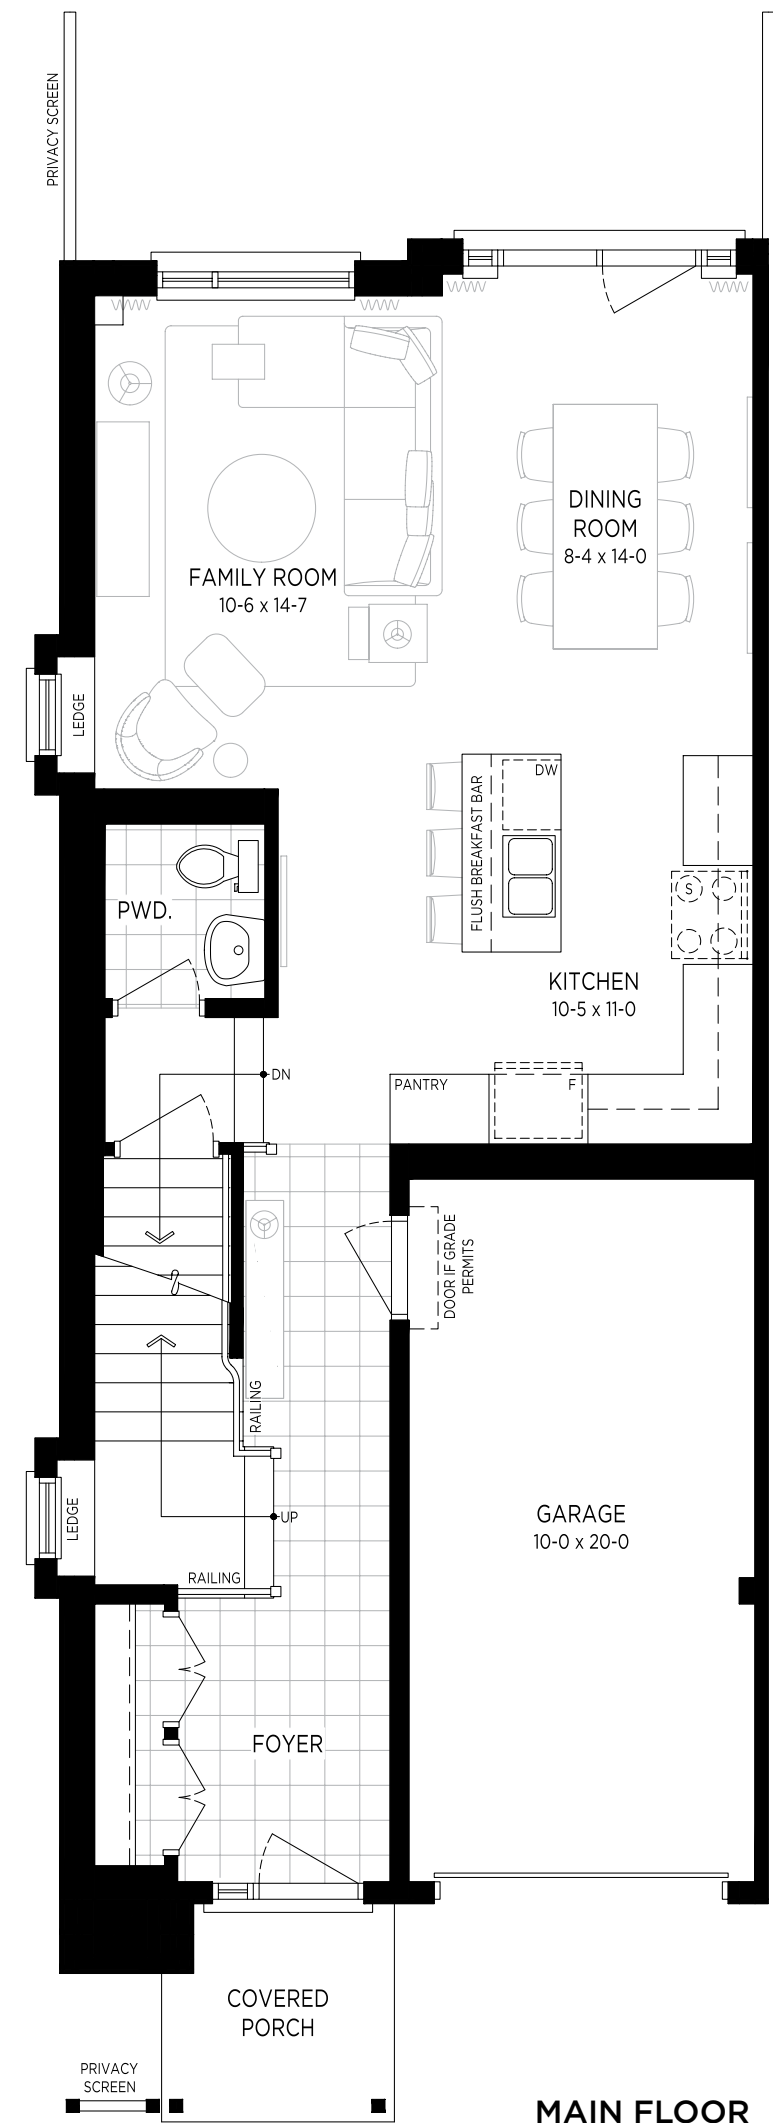 PRIVACY SCREEN
DINING
ROOM
8-4 x 14-0
FAMILY ROOM
10-6 x 14-7
LEDGE
DW
FLUSH BREAKFAST BAR
S
PWD.
KITCHEN
10-5 x 11-0
DN
PANTRY
F
DOOR IF GRADE
PERMITS
RAILING
GARAGE
10-0 x 20-0
LEDGE
UP
RAILING
FOYER
COVERED
PORCH
PRIVACY
SCREEN
MAIN FLOOR